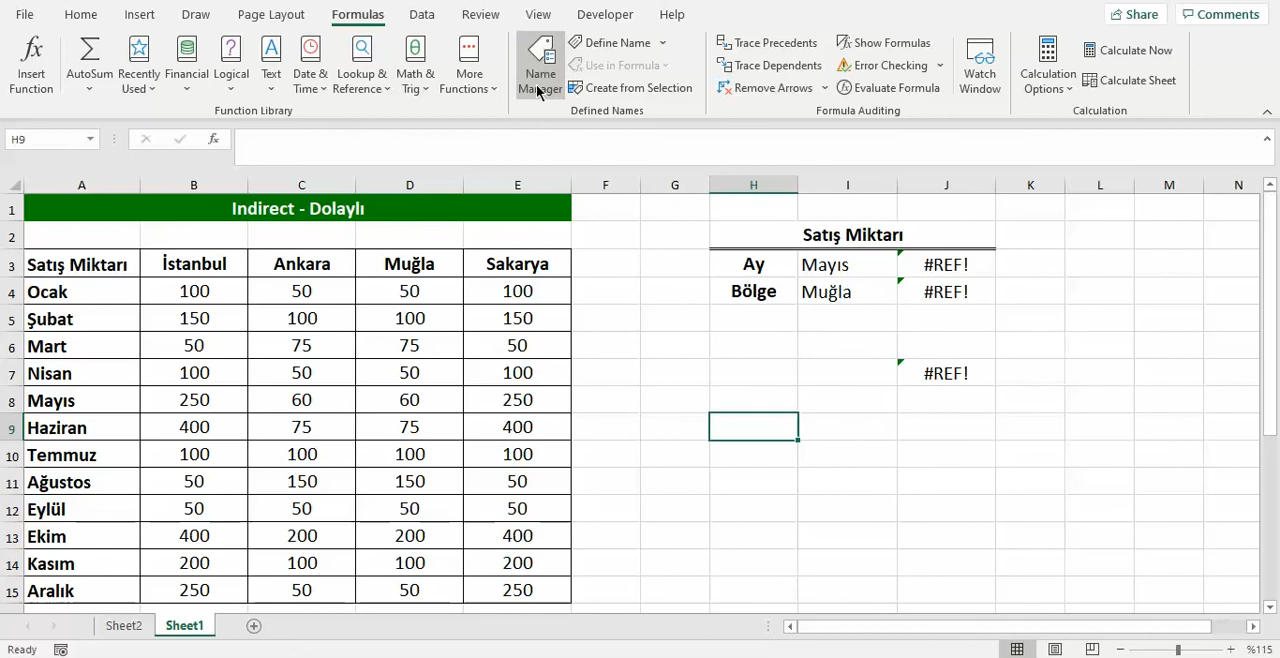 File Home Insert Draw Page Layout Formulas Data Review View Developer Help Share Comments
Insert Function AutoSum Recently Used Financial Logical Text Date & Time Lookup & Reference Math & Trig More Functions
Function Library
Name Manager Define Name Use in Formula Create from Selection
Defined Names
Trace Precedents Trace Dependents Remove Arrows Show Formulas Error Checking Evaluate Formula Watch Window
Formula Auditing
Calculation Options Calculate Now Calculate Sheet
Calculation
H9 fx
A B C D E F G H I J K L M N
1 Indirect - Dolaylı
2 Satış Miktarı
3 Satış Miktarı İstanbul Ankara Muğla Sakarya Ay Mayıs #REF!
4 Ocak 100 50 50 100 Bölge Muğla #REF!
5 Şubat 150 100 100 150
6 Mart 50 75 75 50
7 Nisan 100 50 50 100 #REF!
8 Mayıs 250 60 60 250
9 Haziran 400 75 75 400
10 Temmuz 100 100 100 100
11 Ağustos 50 150 150 50
12 Eylül 50 50 50 50
13 Ekim 400 200 200 400
14 Kasım 200 100 100 200
15 Aralık 250 50 50 250
Sheet2 Sheet1
Ready %115